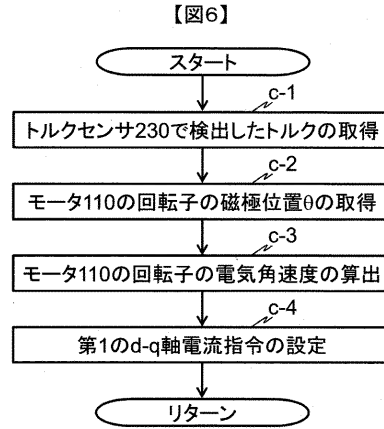 【図6】
スタート
c-1
トルクセンサ230で検出したトルクの取得
c-2
モータ110の回転子の磁極位置θの取得
c-3
モータ110の回転子の電気角速度の算出
c-4
第1のd-q軸電流指令の設定
リターン